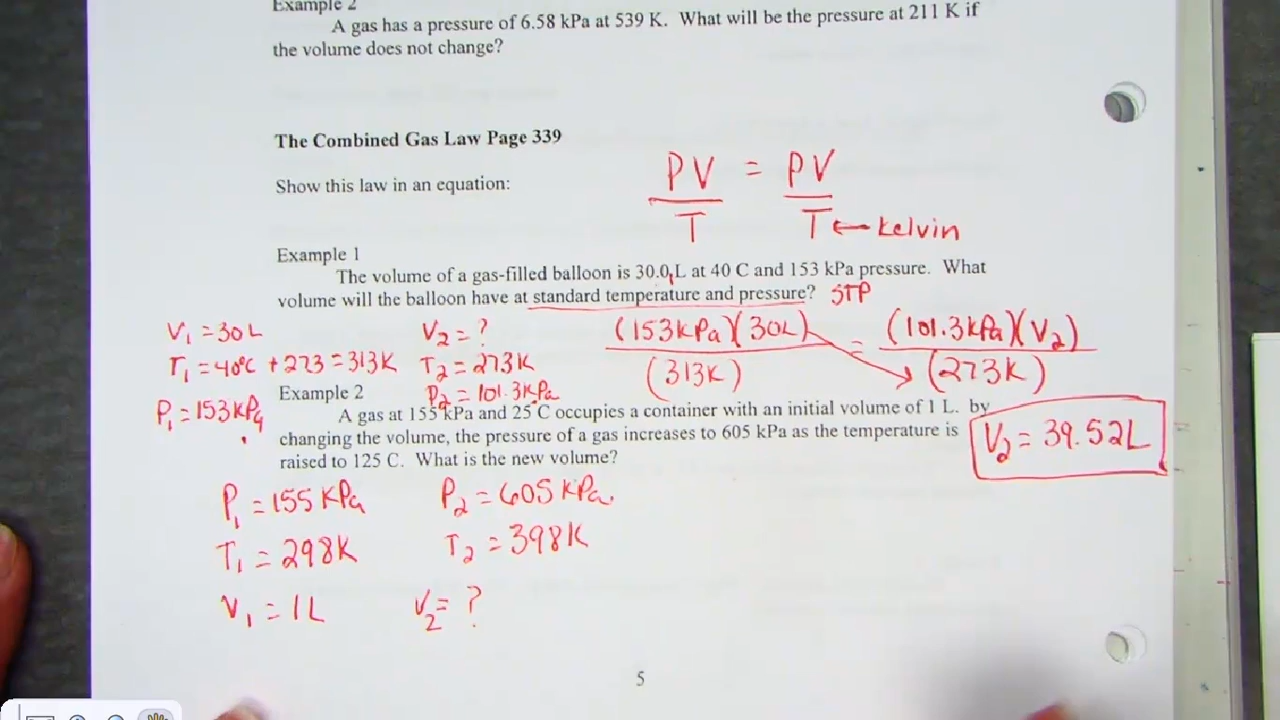 Example 2
A gas has a pressure of 6.58 kPa at 539 K. What will be the pressure at 211 K if
the volume does not change?
The Combined Gas Law Page 339
Show this law in an equation:
PV/T = PV/T ← Kelvin
Example 1
The volume of a gas-filled balloon is 30.0 L at 40 C and 153 kPa pressure. What
volume will the balloon have at standard temperature and pressure? STP
V₁ = 30L V₂ = ? (153kPa)(30L)/(313K) = (101.3kPa)(V₂)/(273K)
T₁ = 40°C + 273 = 313K T₂ = 273K
P₁ = 153kPa P₂ = 101.3KPa
V₂ = 39.52L
Example 2
A gas at 155 kPa and 25 C occupies a container with an initial volume of 1 L. by
changing the volume, the pressure of a gas increases to 605 kPa as the temperature is
raised to 125 C. What is the new volume?
P₁ = 155 KPa P₂ = 605 KPa
T₁ = 298K T₂ = 398K
V₁ = 1L V₂ = ?
5